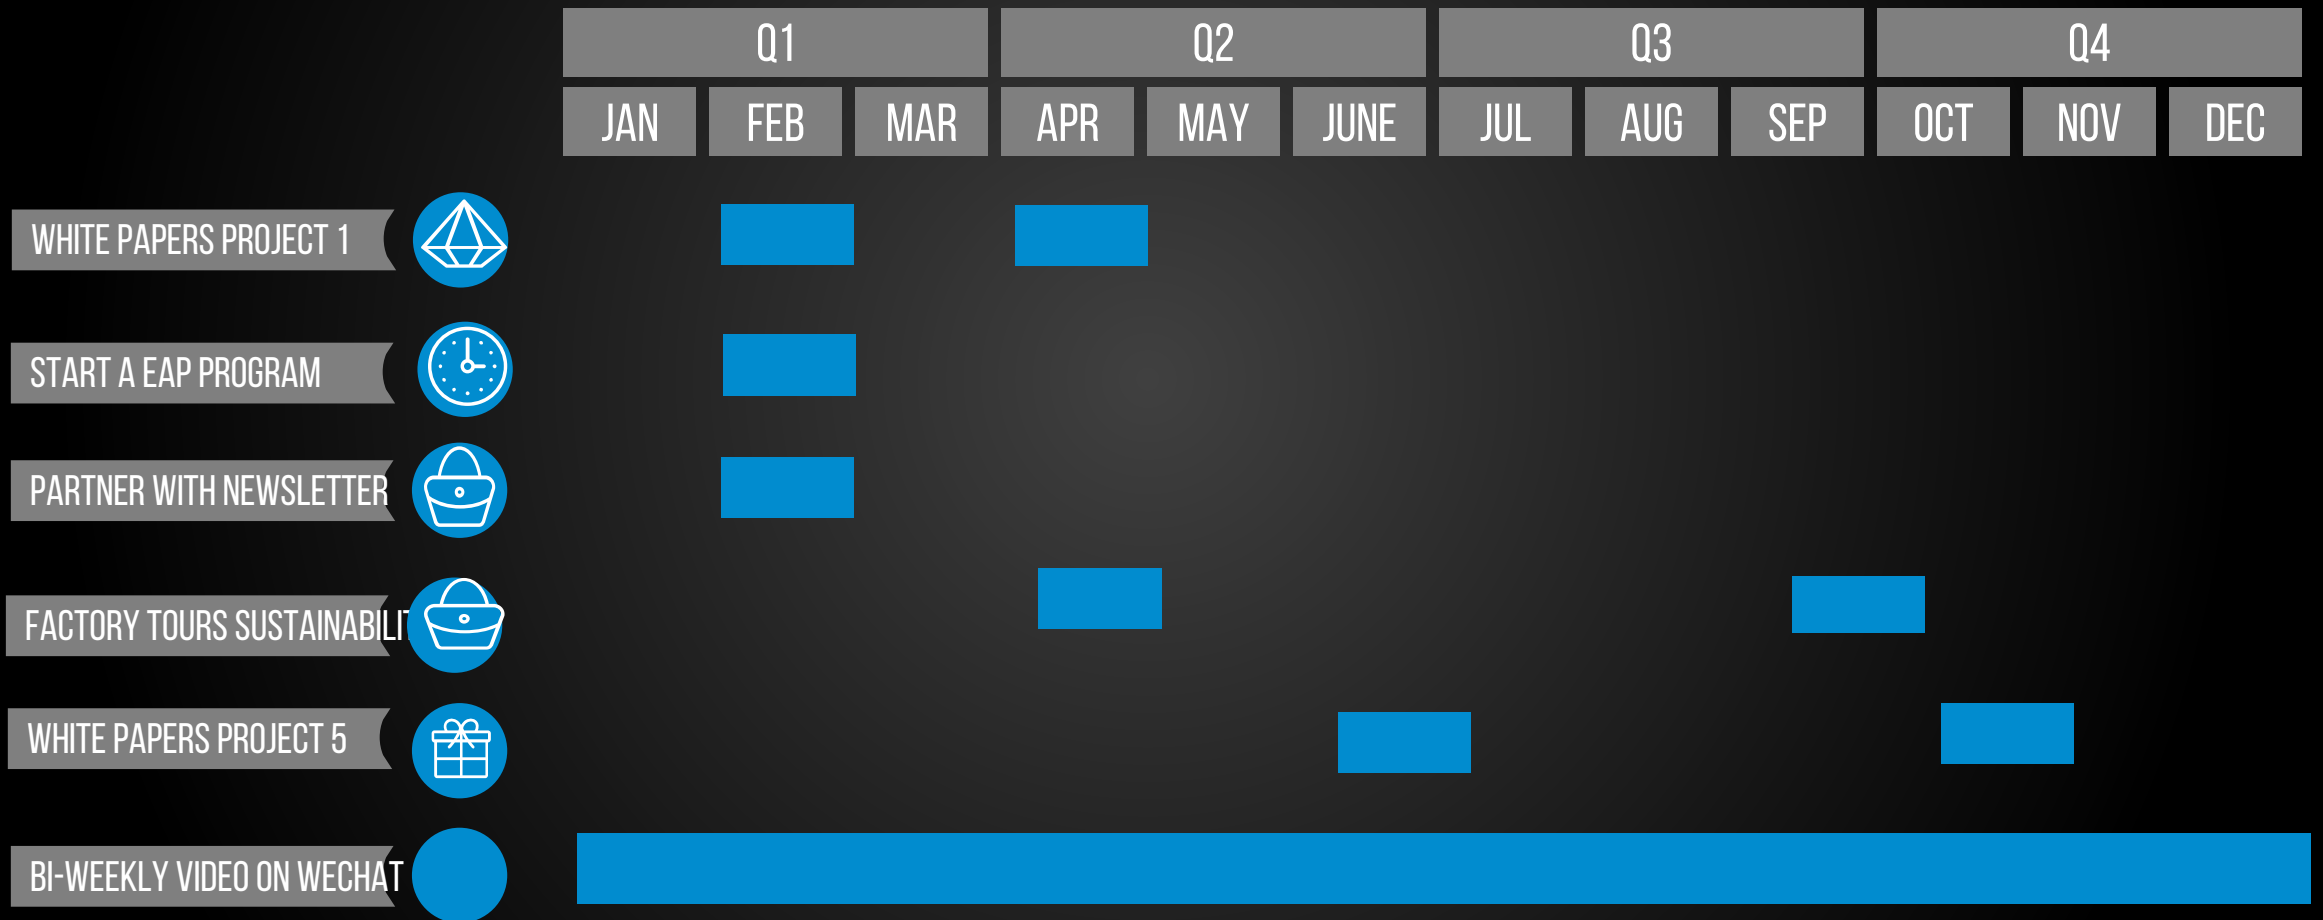 Q1 Q2 Q3 Q4
JAN FEB MAR APR MAY JUNE JUL AUG SEP OCT NOV DEC
WHITE PAPERS PROJECT 1
START A EAP PROGRAM
PARTNER WITH NEWSLETTER
FACTORY TOURS
WHITE PAPERS PROJECT 5
BI-WEEKLY VIDEO ON WECHAT